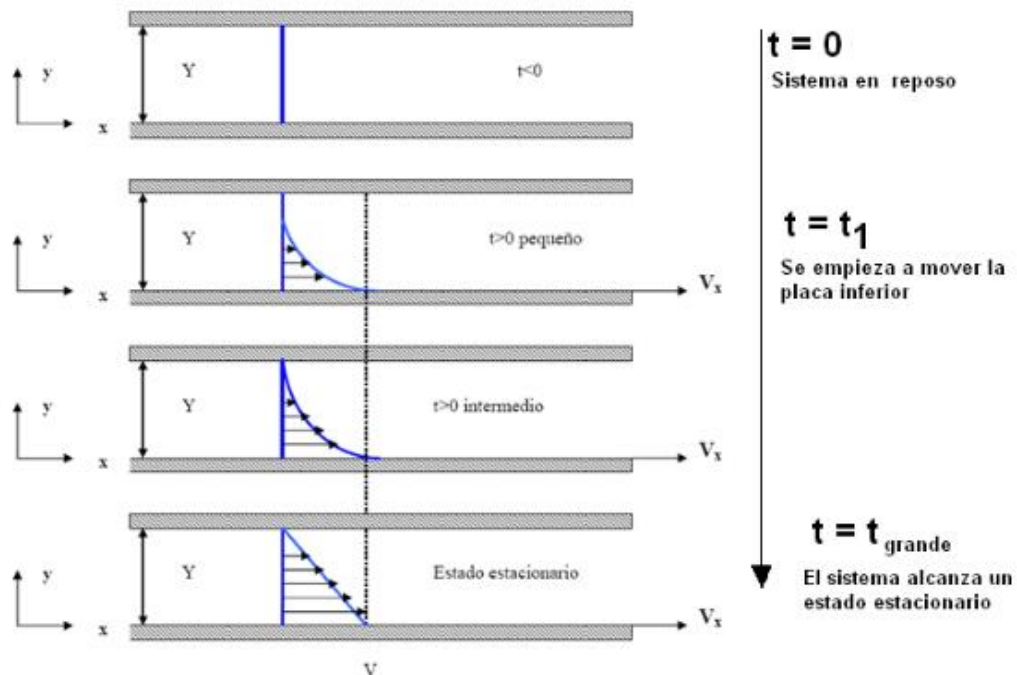 t = 0
Sistema en reposo
y
Y
t<0
x
t = t1
Se empieza a mover la
placa inferior
y
Y
t>0 pequeño
x
Vx
y
Y
t>0 intermedio
x
Vx
t = t grande
El sistema alcanza un
estado estacionario
y
Y
Estado estacionario
x
Vx
V